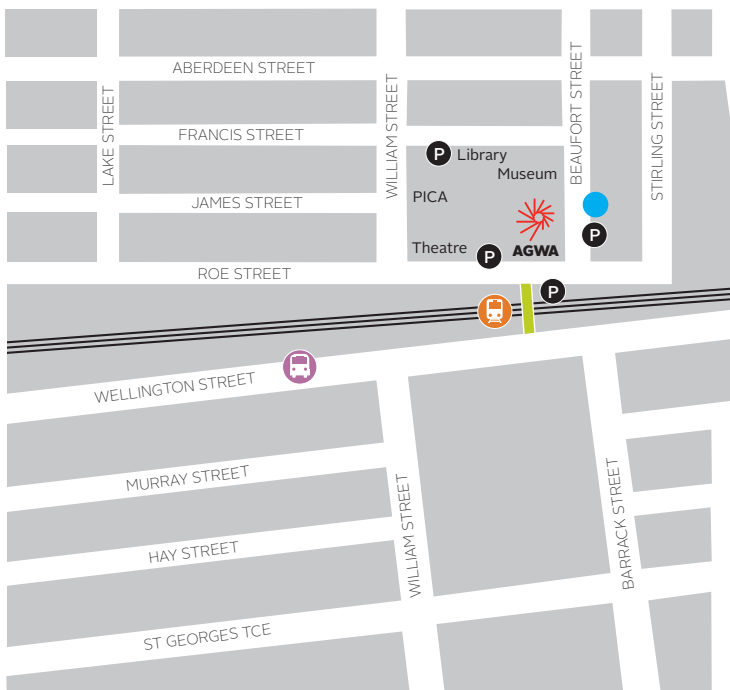 ABERDEEN STREET
LAKE STREET
WILLIAM STREET
BEAUFORT STREET
STIRLING STREET
FRANCIS STREET
P Library
Museum
JAMES STREET
PICA
P
Theatre
P
AGWA
ROE STREET
P
WELLINGTON STREET
MURRAY STREET
HAY STREET
WILLIAM STREET
BARRACK STREET
ST GEORGES TCE